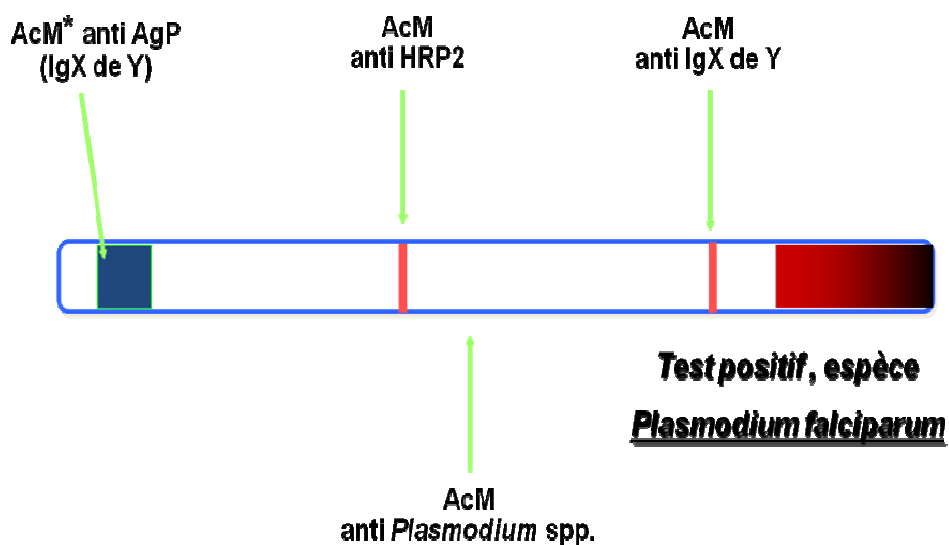 AcM* anti AgP
(IgX de Y)
AcM
anti HRP2
AcM
anti IgX de Y
Test positif, espèce
Plasmodium falciparum
AcM
anti Plasmodium spp.